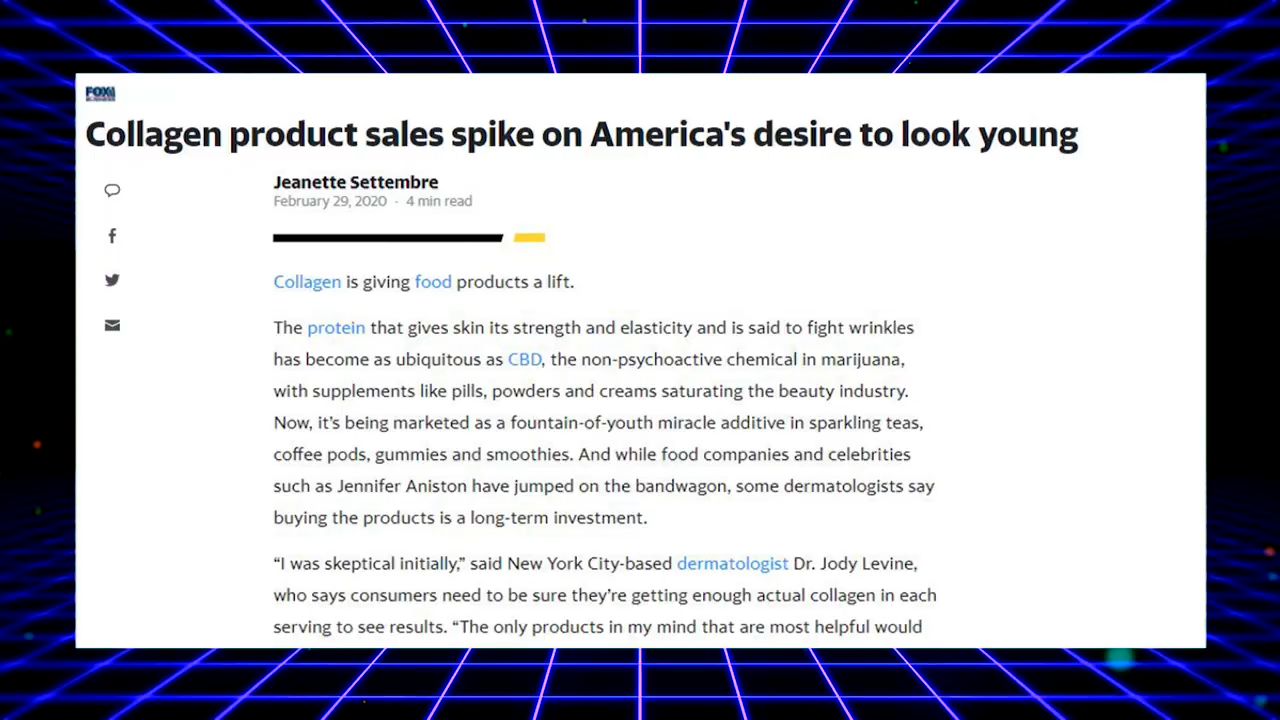 FOX
BUSINESS
Collagen product sales spike on America's desire to look young
Jeanette Settembre
February 29, 2020 · 4 min read
Collagen is giving food products a lift.
The protein that gives skin its strength and elasticity and is said to fight wrinkles
has become as ubiquitous as CBD, the non-psychoactive chemical in marijuana,
with supplements like pills, powders and creams saturating the beauty industry.
Now, it’s being marketed as a fountain-of-youth miracle additive in sparkling teas,
coffee pods, gummies and smoothies. And while food companies and celebrities
such as Jennifer Aniston have jumped on the bandwagon, some dermatologists say
buying the products is a long-term investment.
“I was skeptical initially,” said New York City-based dermatologist Dr. Jody Levine,
who says consumers need to be sure they’re getting enough actual collagen in each
serving to see results. “The only products in my mind that are most helpful would